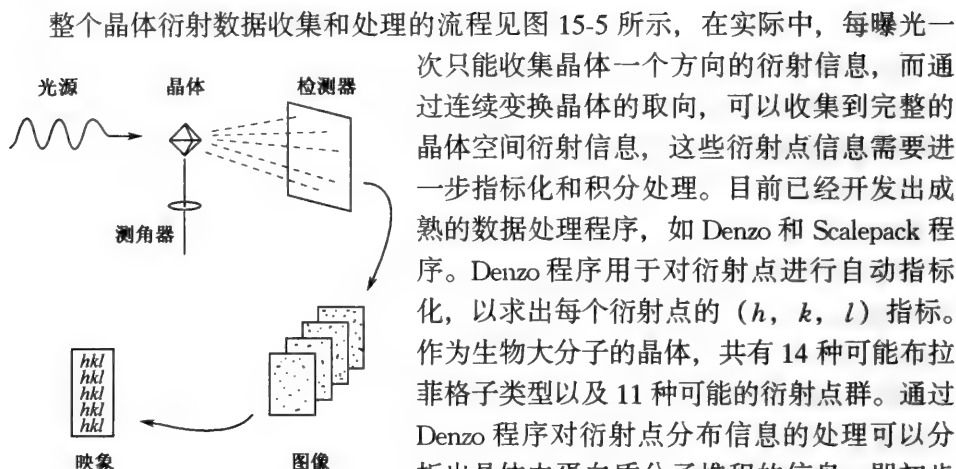 整个晶体衍射数据收集和处理的流程见图 15-5 所示，在实际中，每曝光一
次只能收集晶体一个方向的衍射信息，而通
过连续变换晶体的取向，可以收集到完整的
晶体空间衍射信息，这些衍射点信息需要进
一步指标化和积分处理。目前已经开发出成
熟的数据处理程序，如 Denzo 和 Scalepack 程
序。Denzo 程序用于对衍射点进行自动指标
化，以求出每个衍射点的（h，k，l）指标。
作为生物大分子的晶体，共有 14 种可能布拉
菲格子类型以及 11 种可能的衍射点群。通过
Denzo 程序对衍射点分布信息的处理可以分
光源
晶体
检测器
测角器
hkl
hkl
hkl
hkl
hkl
映象
图像